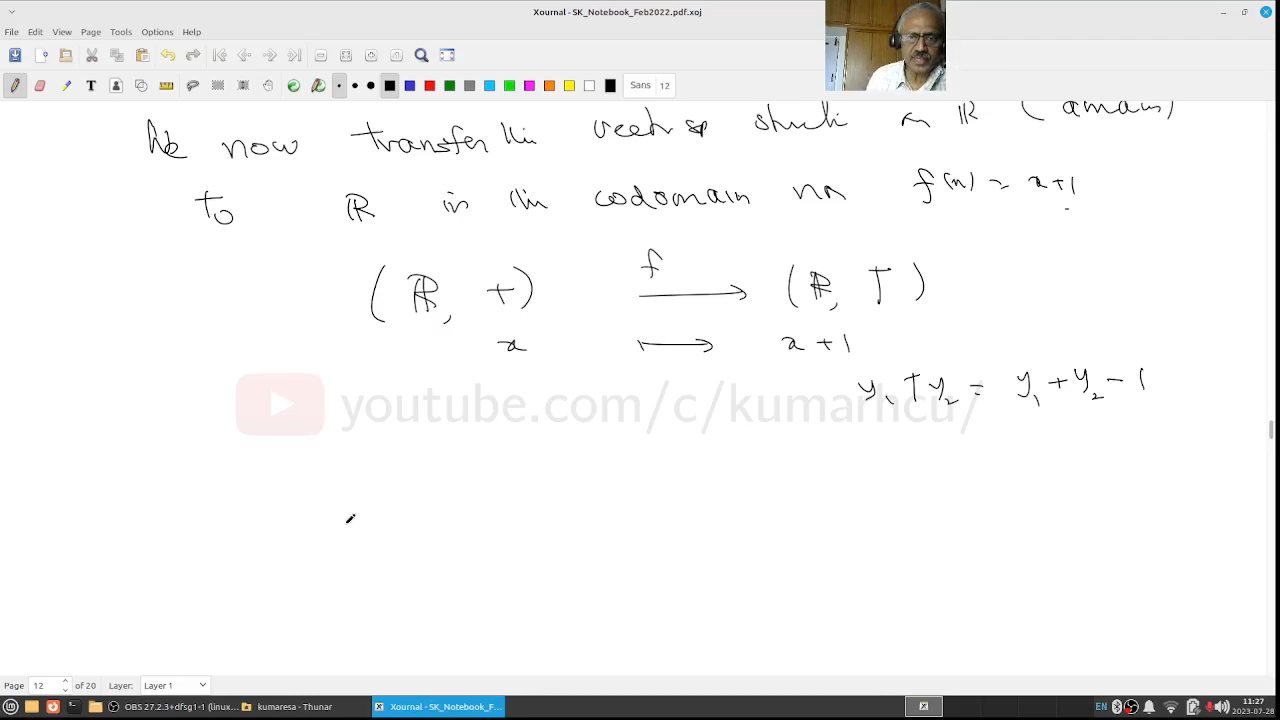 Xournal - SK_Notebook_Feb2022.pdf.xoj
File Edit View Page Tools Options Help
Sans 12
We now transfer the vector sp struct on ℝ (domain)
to ℝ in the codomain via f(x) = x+1
f
(ℝ, +) ⟶ (ℝ, T)
x ⟼ x+1
y₁ T y₂ = y₁ + y₂ - 1
youtube.com/c/kumarhcu/
Page 12 of 20 Layer: Layer 1
OBS 27.2.3+dfsg1-1 (linux... kumaresa - Thunar Xournal - SK_Notebook_F... EN 11:27
2023-07-28